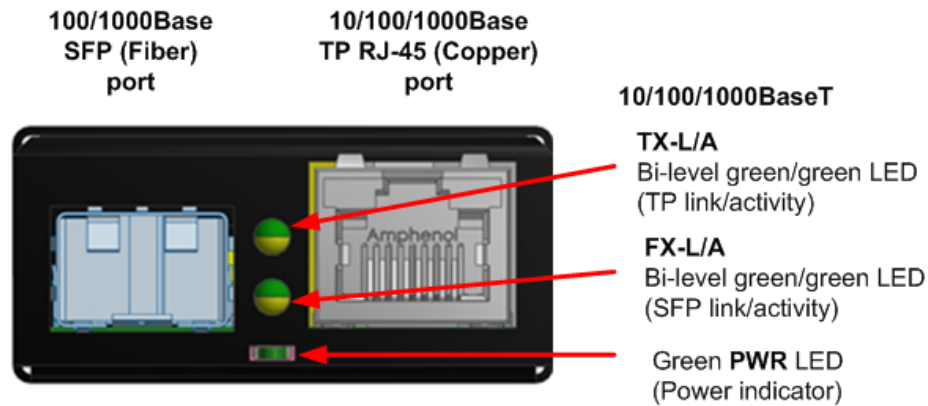 100/1000Base
SFP (Fiber)
port
10/100/1000Base
TP RJ-45 (Copper)
port
10/100/1000BaseT
TX-L/A
Bi-level green/green LED
(TP link/activity)
Amphenol
FX-L/A
Bi-level green/green LED
(SFP link/activity)
Green PWR LED
(Power indicator)